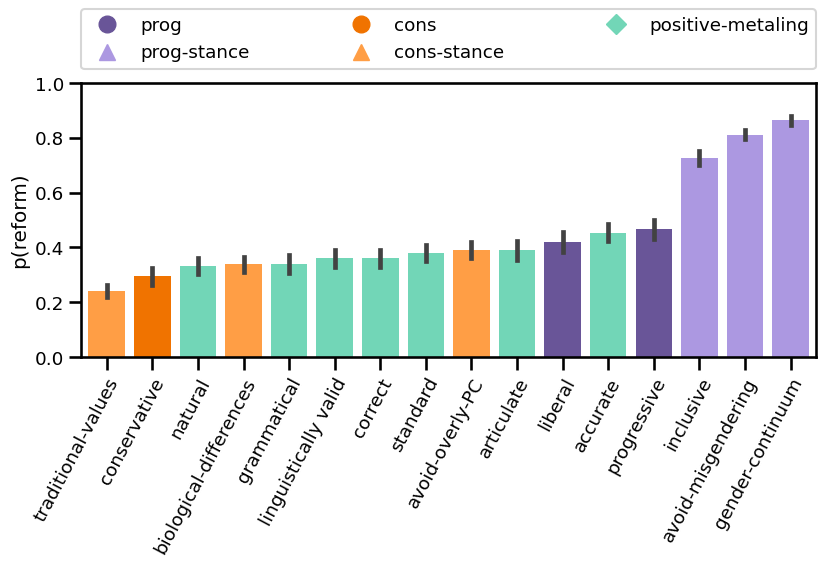 prog cons positive-metaling
prog-stance cons-stance
1.0
0.8
0.6
0.4
0.2
0.0
p(reform)
traditional-values
conservative
natural
biological-differences
grammatical
linguistically valid
correct
standard
avoid-overly-PC
articulate
liberal
accurate
progressive
inclusive
avoid-misgendering
gender-continuum